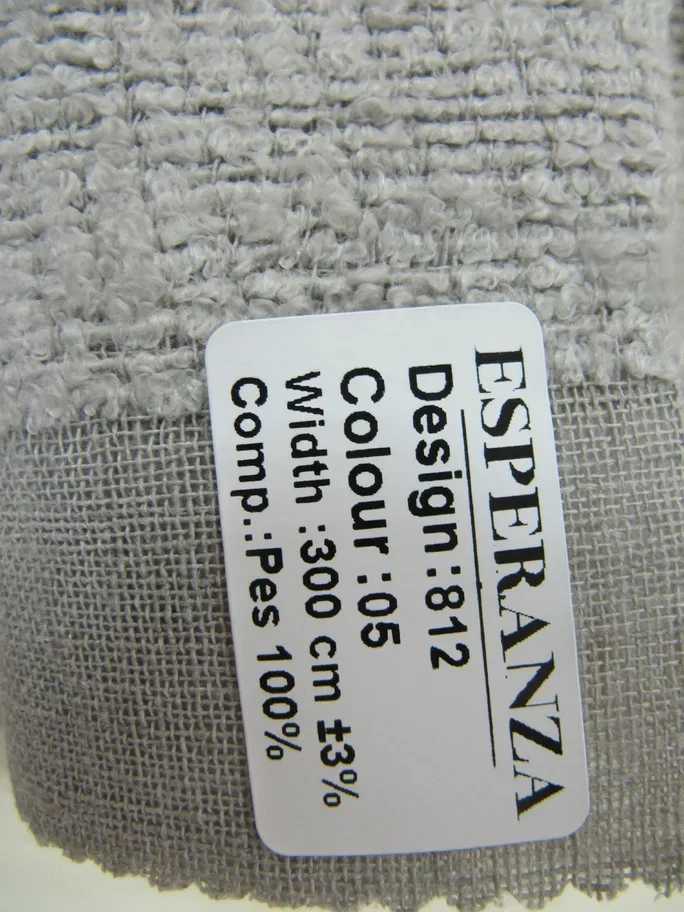 ESPERANZA
Design:812
Colour :05
Width :300 cm ±3%
Comp.:Pes 100%